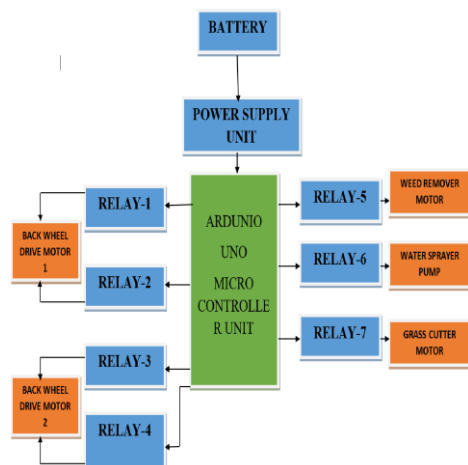 BATTERY
POWER SUPPLY
UNIT
ARDUNIO
UNO
MICRO
CONTROLLE
R UNIT
RELAY-1
RELAY-2
BACK WHEEL
DRIVE MOTOR
1
RELAY-3
RELAY-4
BACK WHEEL
DRIVE MOTOR
2
RELAY-5
WEED REMOVER
MOTOR
RELAY-6
WATER SPRAYER
PUMP
RELAY-7
GRASS CUTTER
MOTOR